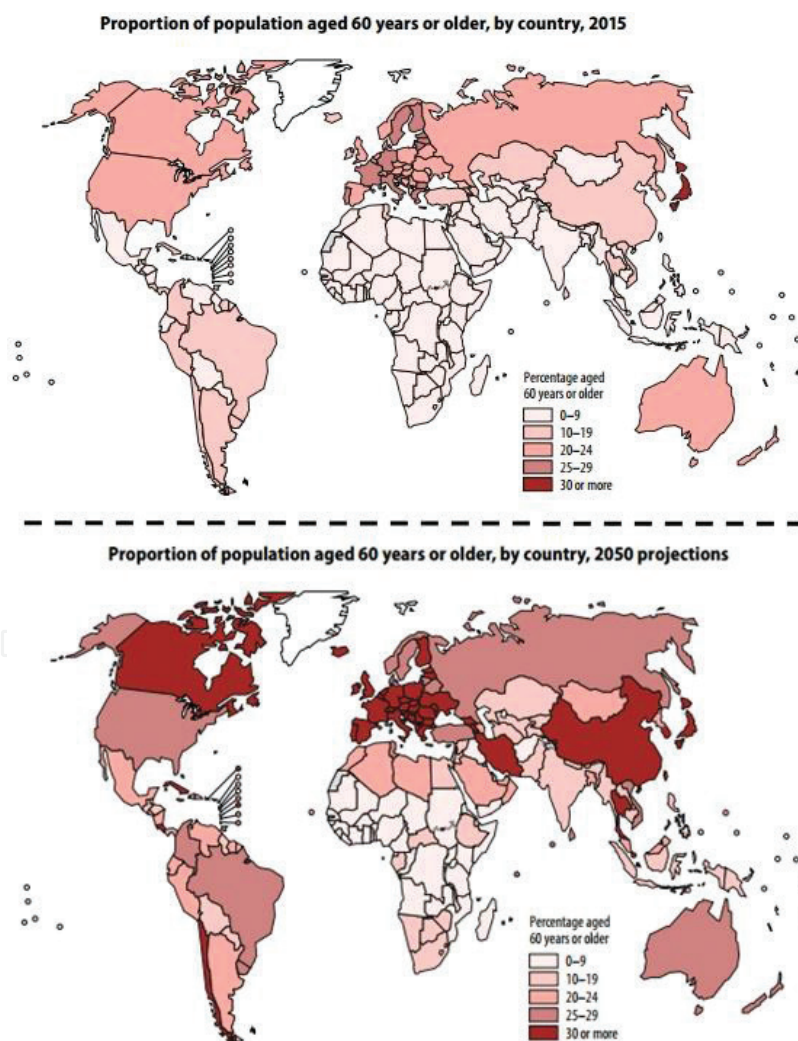 Proportion of population aged 60 years or older, by country, 2015
Percentage aged
60 years or older
0–9
10–19
20–24
25–29
30 or more
Proportion of population aged 60 years or older, by country, 2050 projections
Percentage aged
60 years or older
0–9
10–19
20–24
25–29
30 or more